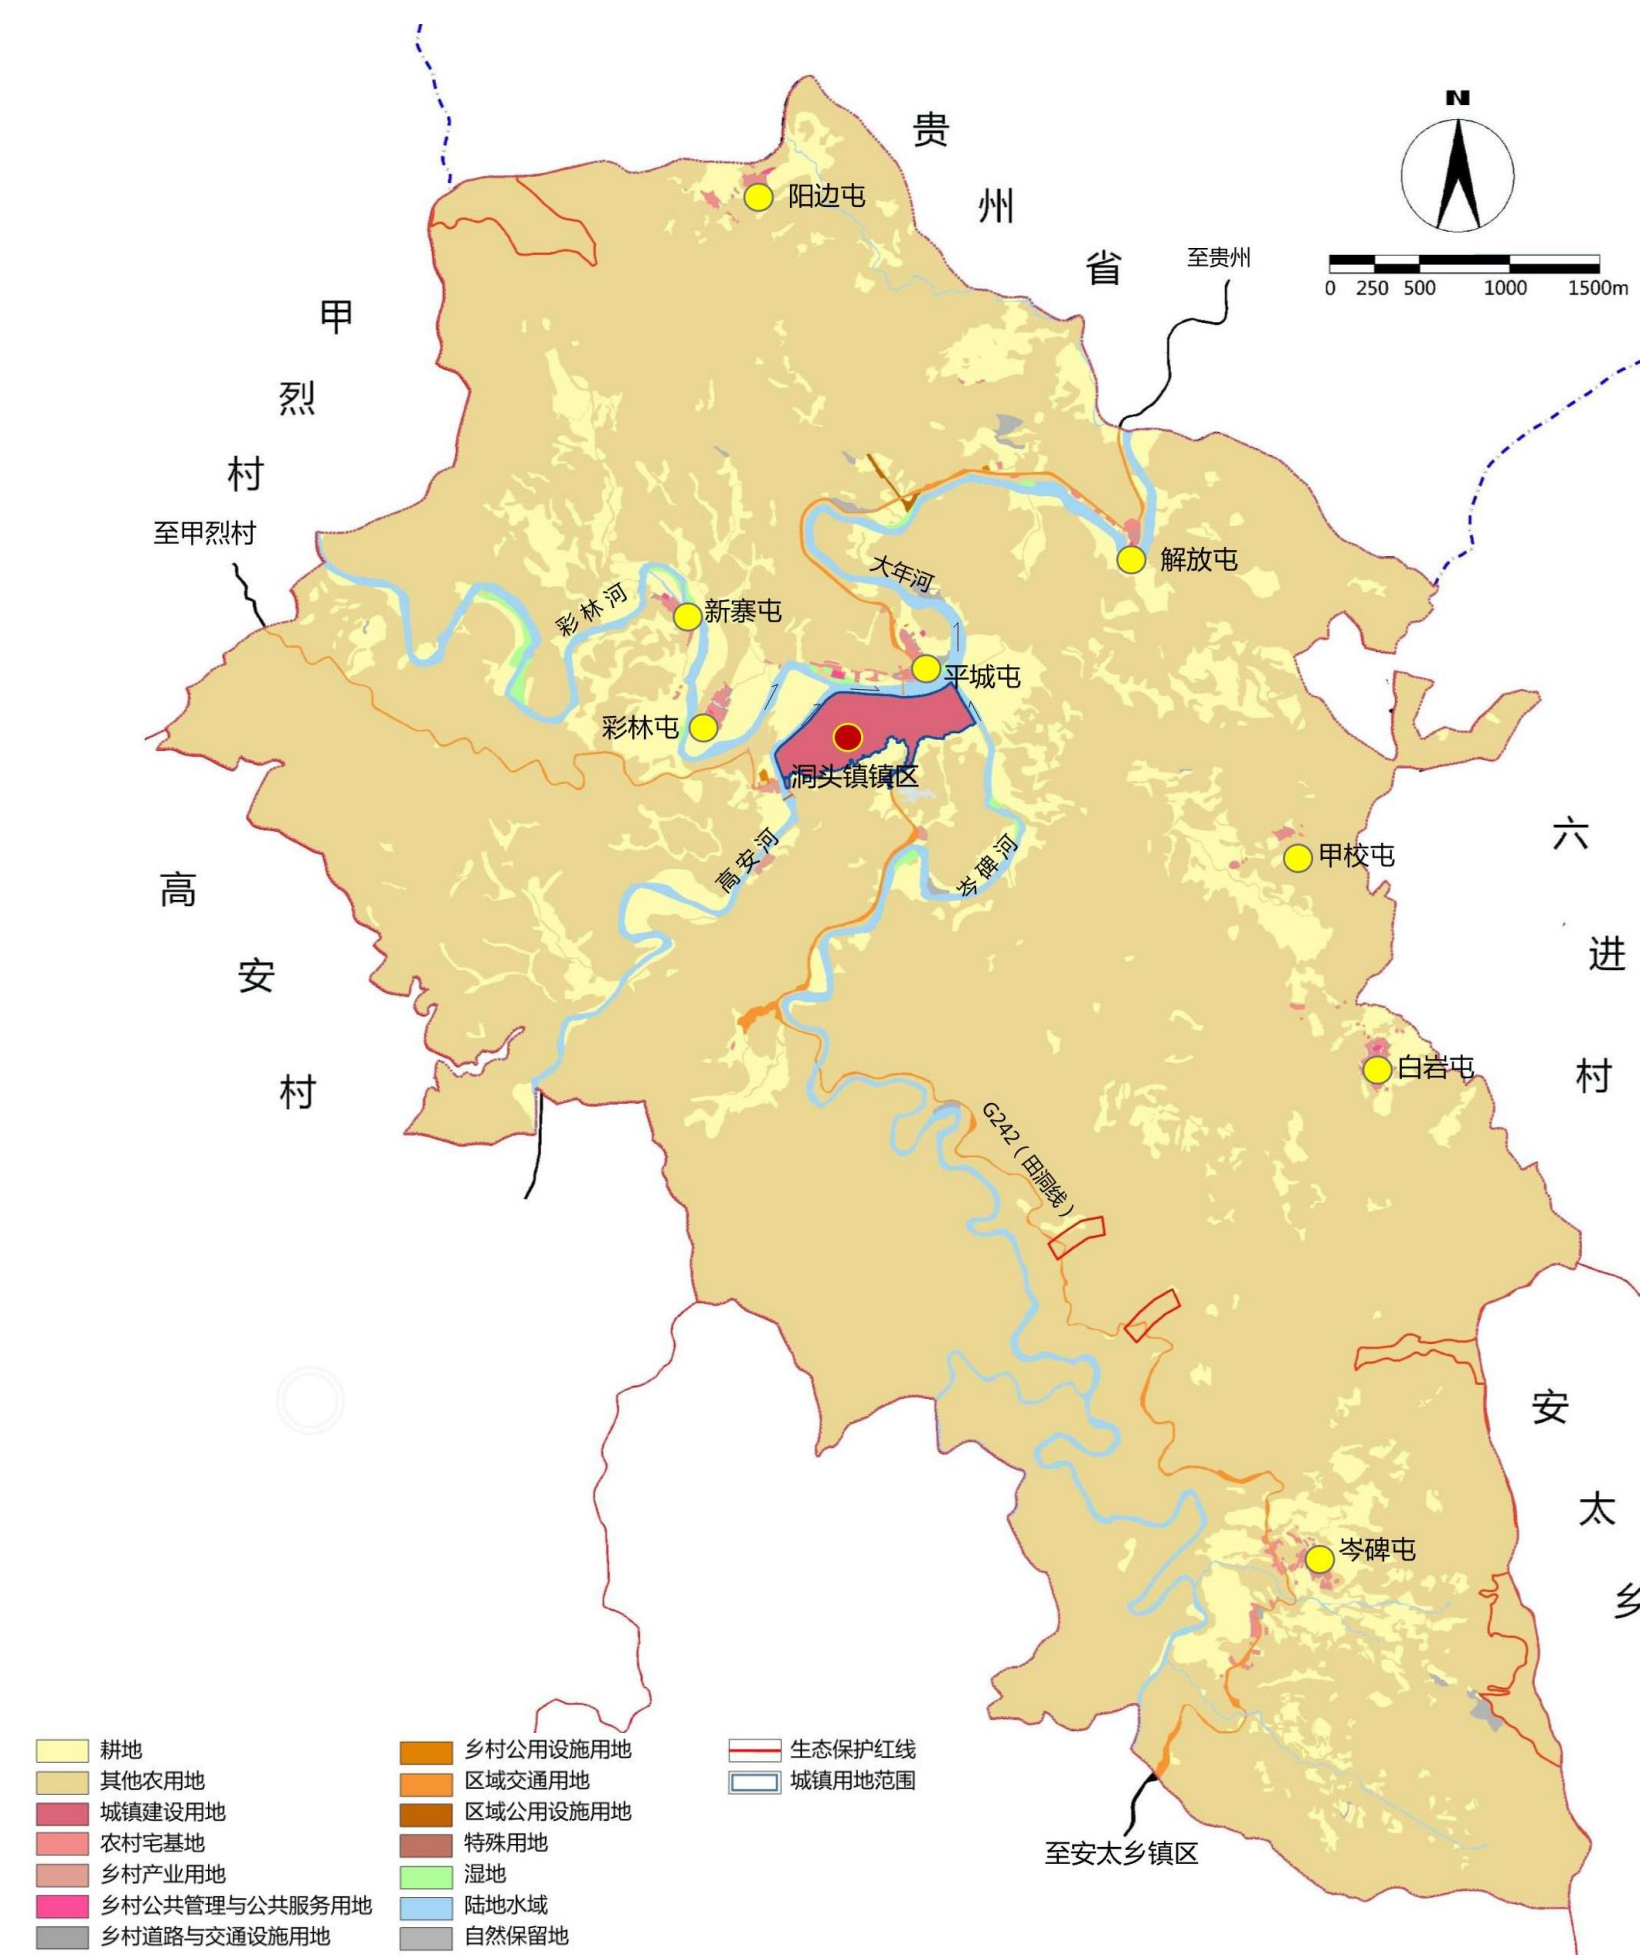 N
0 250 500 1000 1500m
贵
州
省
至贵州
阳边屯
甲
烈
村
至甲烈村
解放屯
大年河
彩林河
新寨屯
平城屯
彩林屯
洞头镇镇区
高安河
岑碑河
甲校屯
六
进
村
高
安
村
白岩屯
G242（田洞线）
安
太
乡
岑碑屯
至安太乡镇区
耕地
其他农用地
城镇建设用地
农村宅基地
乡村产业用地
乡村公共管理与公共服务用地
乡村道路与交通设施用地
乡村公用设施用地
区域交通用地
区域公用设施用地
特殊用地
湿地
陆地水域
自然保留地
生态保护红线
城镇用地范围